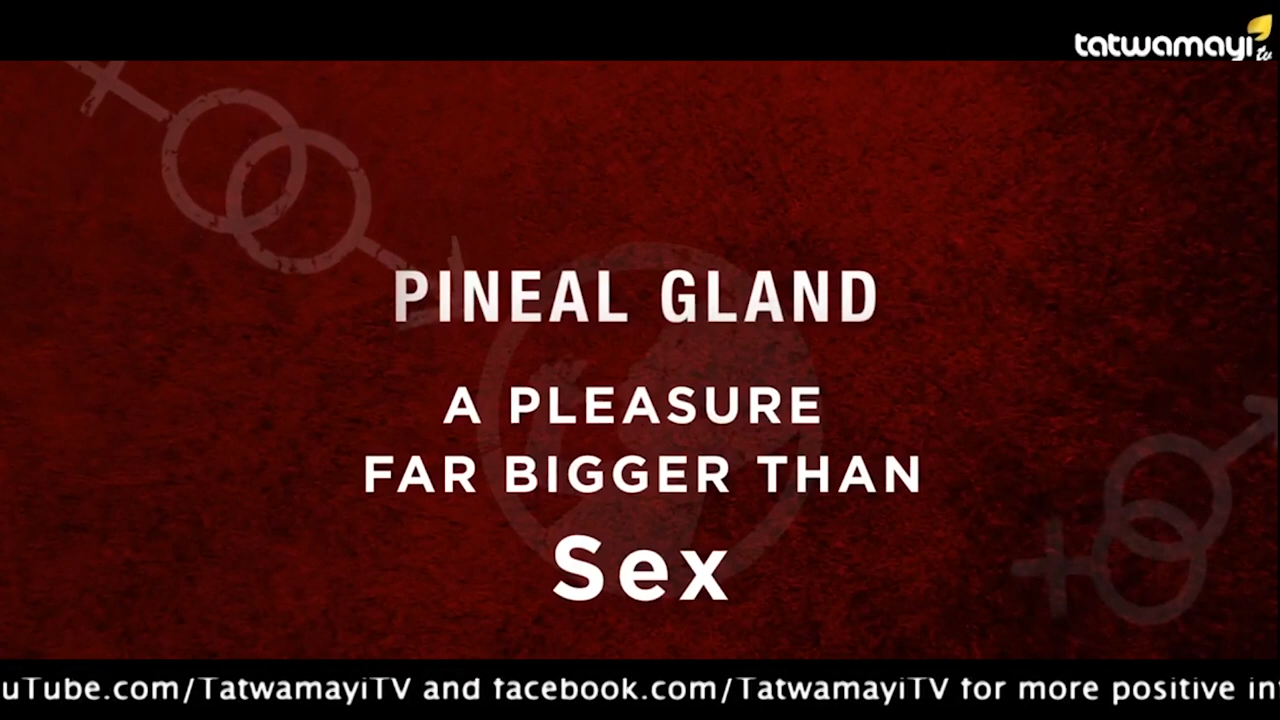 tatwamayi tv
PINEAL GLAND
A PLEASURE
FAR BIGGER THAN
Sex
uTube.com/TatwamayiTV and facebook.com/TatwamayiTV for more positive in